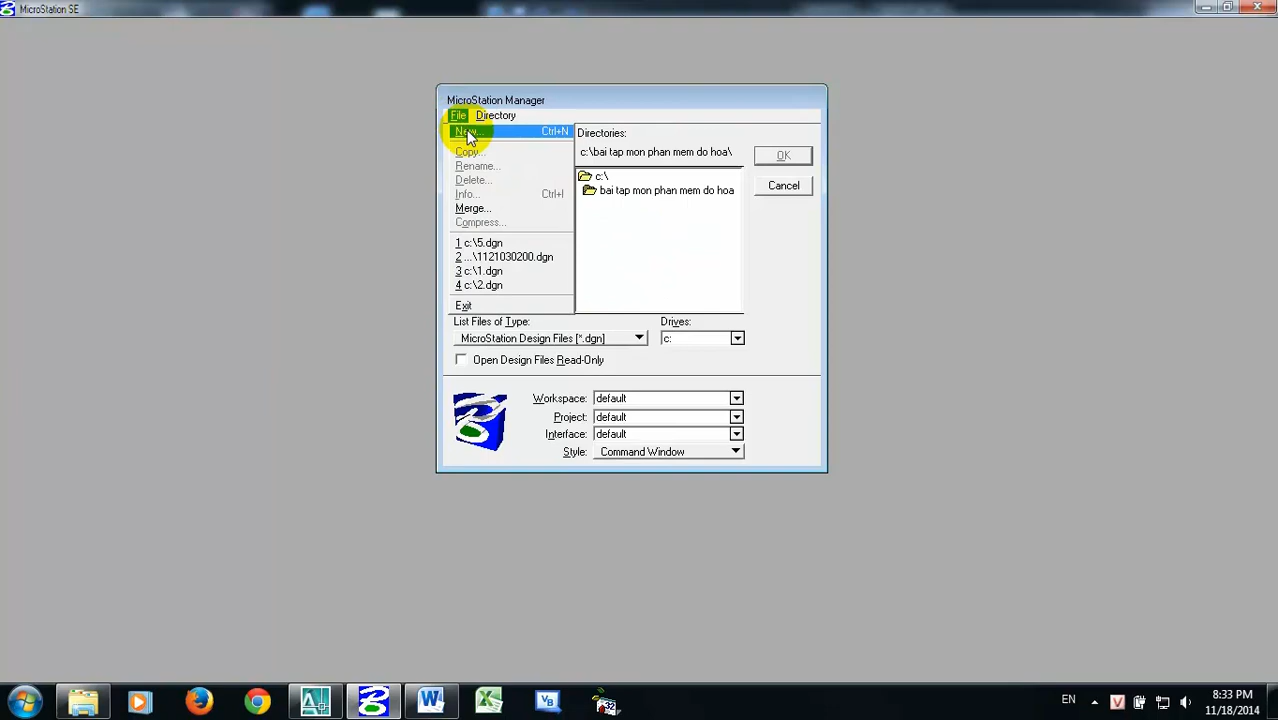 MicroStation SE
MicroStation Manager
File Directory
New... Ctrl+N
Copy...
Rename...
Delete...
Info... Ctrl+I
Merge...
Compress...
1 c:\5.dgn
2 ...\1121030200.dgn
3 c:\1.dgn
4 c:\2.dgn
Exit
Directories:
c:\bai tap mon phan mem do hoa\
c:\
bai tap mon phan mem do hoa
OK
Cancel
List Files of Type: Drives:
MicroStation Design Files [*.dgn] c:
Open Design Files Read-Only
Workspace: default
Project: default
Interface: default
Style: Command Window
EN
8:33 PM
11/18/2014